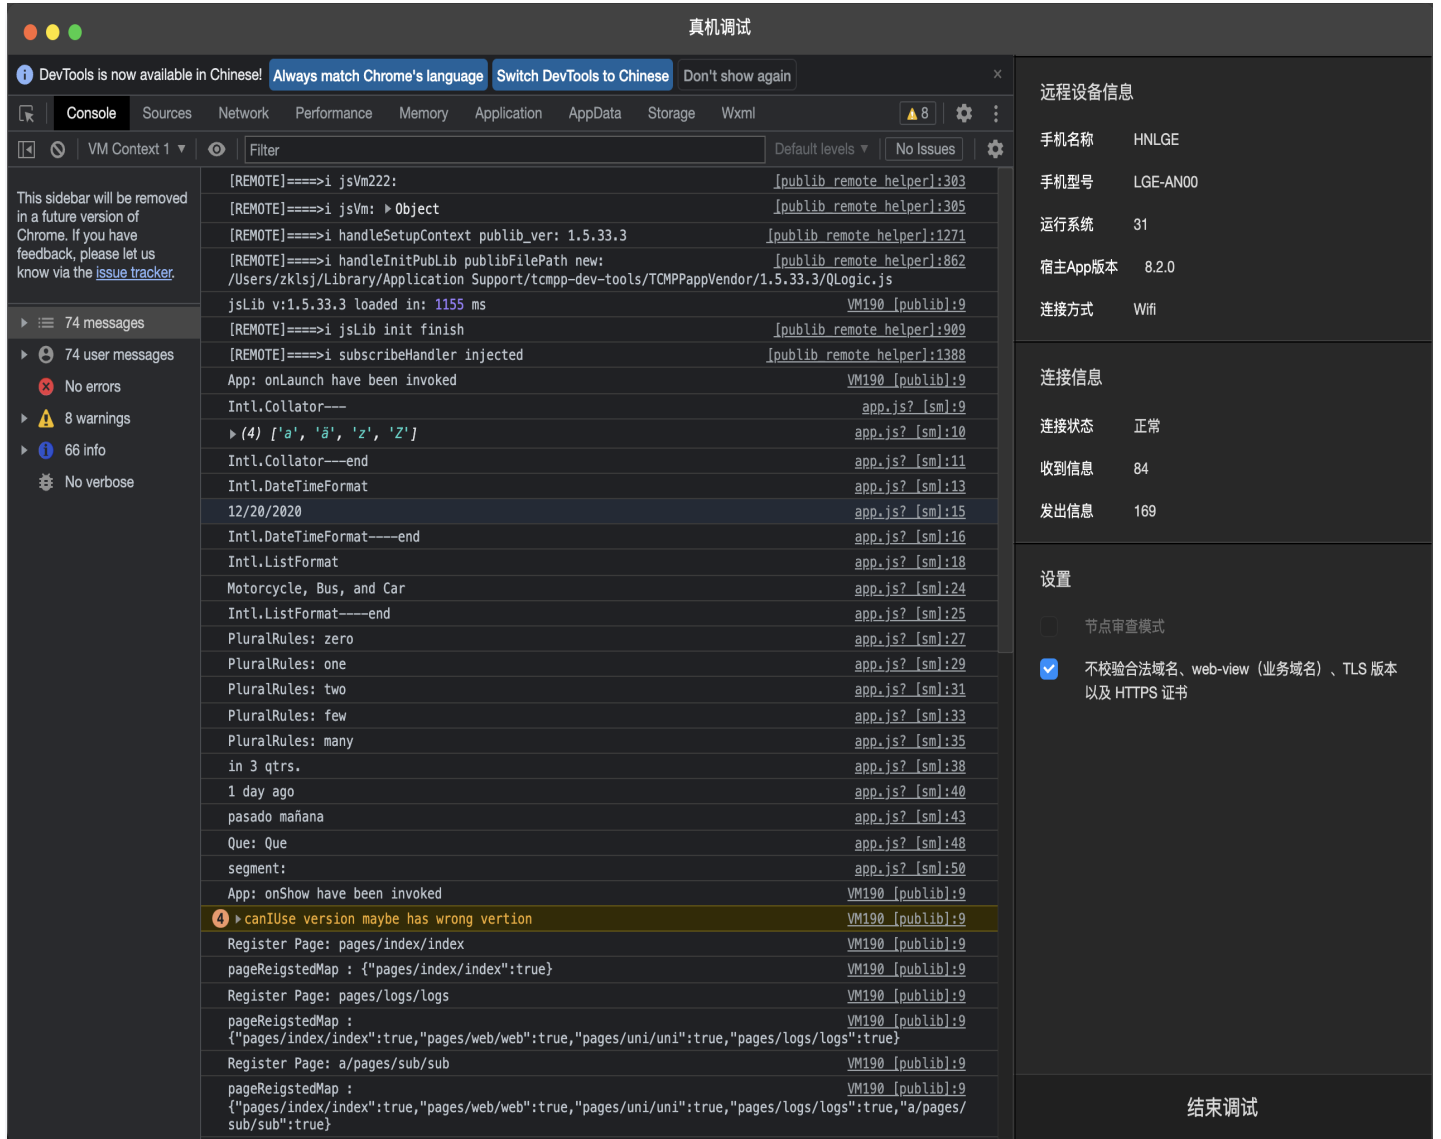 真机调试
DevTools is now available in Chinese! Always match Chrome's language Switch DevTools to Chinese Don't show again
Console Sources Network Performance Memory Application AppData Storage Wxml 8
VM Context 1 Filter Default levels No Issues
This sidebar will be removed
in a future version of
Chrome. If you have
feedback, please let us
know via the issue tracker.
74 messages
74 user messages
No errors
8 warnings
66 info
No verbose
[REMOTE]====>i jsVm222: [publib remote helper]:303
[REMOTE]====>i jsVm: Object [publib remote helper]:305
[REMOTE]====>i handleSetupContext publib_ver: 1.5.33.3 [publib remote helper]:1271
[REMOTE]====>i handleInitPubLib publibFilePath new: [publib remote helper]:862
/Users/zklsj/Library/Application Support/tcmpp-dev-tools/TCMPPappVendor/1.5.33.3/QLogic.js
jsLib v:1.5.33.3 loaded in: 1155 ms VM190 [publib]:9
[REMOTE]====>i jsLib init finish [publib remote helper]:909
[REMOTE]====>i subscribeHandler injected [publib remote helper]:1388
App: onLaunch have been invoked VM190 [publib]:9
Intl.Collator--- app.js? [sm]:9
(4) ['a', 'ä', 'z', 'Z'] app.js? [sm]:10
Intl.Collator---end app.js? [sm]:11
Intl.DateTimeFormat app.js? [sm]:13
12/20/2020 app.js? [sm]:15
Intl.DateTimeFormat----end app.js? [sm]:16
Intl.ListFormat app.js? [sm]:18
Motorcycle, Bus, and Car app.js? [sm]:24
Intl.ListFormat----end app.js? [sm]:25
PluralRules: zero app.js? [sm]:27
PluralRules: one app.js? [sm]:29
PluralRules: two app.js? [sm]:31
PluralRules: few app.js? [sm]:33
PluralRules: many app.js? [sm]:35
in 3 qtrs. app.js? [sm]:38
1 day ago app.js? [sm]:40
pasado mañana app.js? [sm]:43
Que: Que app.js? [sm]:48
segment: app.js? [sm]:50
App: onShow have been invoked VM190 [publib]:9
4 canIUse version maybe has wrong vertion VM190 [publib]:9
Register Page: pages/index/index VM190 [publib]:9
pageReigstedMap : {"pages/index/index":true} VM190 [publib]:9
Register Page: pages/logs/logs VM190 [publib]:9
pageReigstedMap : VM190 [publib]:9
{"pages/index/index":true,"pages/web/web":true,"pages/uni/uni":true,"pages/logs/logs":true}
Register Page: a/pages/sub/sub VM190 [publib]:9
pageReigstedMap : VM190 [publib]:9
{"pages/index/index":true,"pages/web/web":true,"pages/uni/uni":true,"pages/logs/logs":true,"a/pages/
sub/sub":true}
远程设备信息
手机名称 HNLGE
手机型号 LGE-AN00
运行系统 31
宿主App版本 8.2.0
连接方式 Wifi
连接信息
连接状态 正常
收到信息 84
发出信息 169
设置
节点审查模式
不校验合法域名、web-view（业务域名）、TLS 版本
以及 HTTPS 证书
结束调试